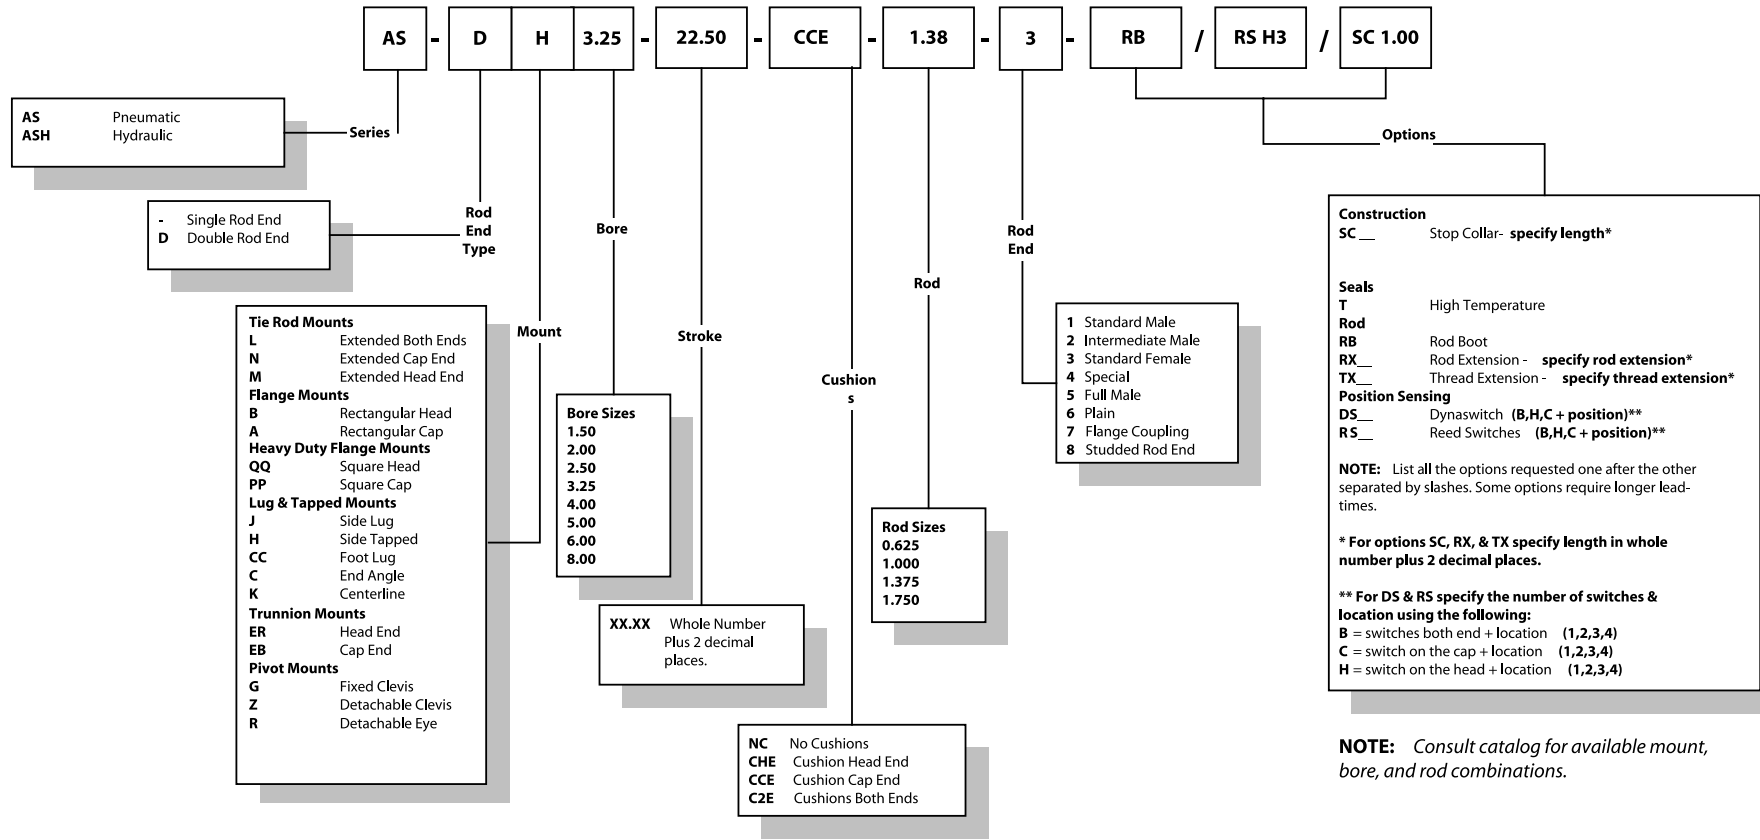 AS - D H 3.25 - 22.50 - CCE - 1.38 - 3 - RB / RS H3 / SC 1.00
AS Pneumatic
ASH Hydraulic
Series
- Single Rod End
D Double Rod End
Rod
End
Type
Tie Rod Mounts
L Extended Both Ends
N Extended Cap End
M Extended Head End
Flange Mounts
B Rectangular Head
A Rectangular Cap
Heavy Duty Flange Mounts
QQ Square Head
PP Square Cap
Lug & Tapped Mounts
J Side Lug
H Side Tapped
CC Foot Lug
C End Angle
K Centerline
Trunnion Mounts
ER Head End
EB Cap End
Pivot Mounts
G Fixed Clevis
Z Detachable Clevis
R Detachable Eye
Mount
Bore
Bore Sizes
1.50
2.00
2.50
3.25
4.00
5.00
6.00
8.00
Stroke
XX.XX Whole Number
Plus 2 decimal
places.
Cushion
s
NC No Cushions
CHE Cushion Head End
CCE Cushion Cap End
C2E Cushions Both Ends
Rod
Rod Sizes
0.625
1.000
1.375
1.750
Rod
End
1 Standard Male
2 Intermediate Male
3 Standard Female
4 Special
5 Full Male
6 Plain
7 Flange Coupling
8 Studded Rod End
Options
Construction
SC __ Stop Collar- specify length*
Seals
T High Temperature
Rod
RB Rod Boot
RX__ Rod Extension - specify rod extension*
TX__ Thread Extension - specify thread extension*
Position Sensing
DS__ Dynaswitch (B,H,C + position)**
RS__ Reed Switches (B,H,C + position)**
NOTE: List all the options requested one after the other
separated by slashes. Some options require longer lead-
times.
* For options SC, RX, & TX specify length in whole
number plus 2 decimal places.
** For DS & RS specify the number of switches &
location using the following:
B = switches both end + location (1,2,3,4)
C = switch on the cap + location (1,2,3,4)
H = switch on the head + location (1,2,3,4)
NOTE: Consult catalog for available mount,
bore, and rod combinations.